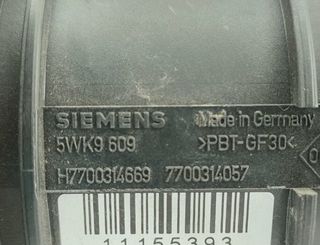 SIEMENS Made in Germany
5WK9 609 >PBT-GF30<
H7700314669 7700314057
11155393